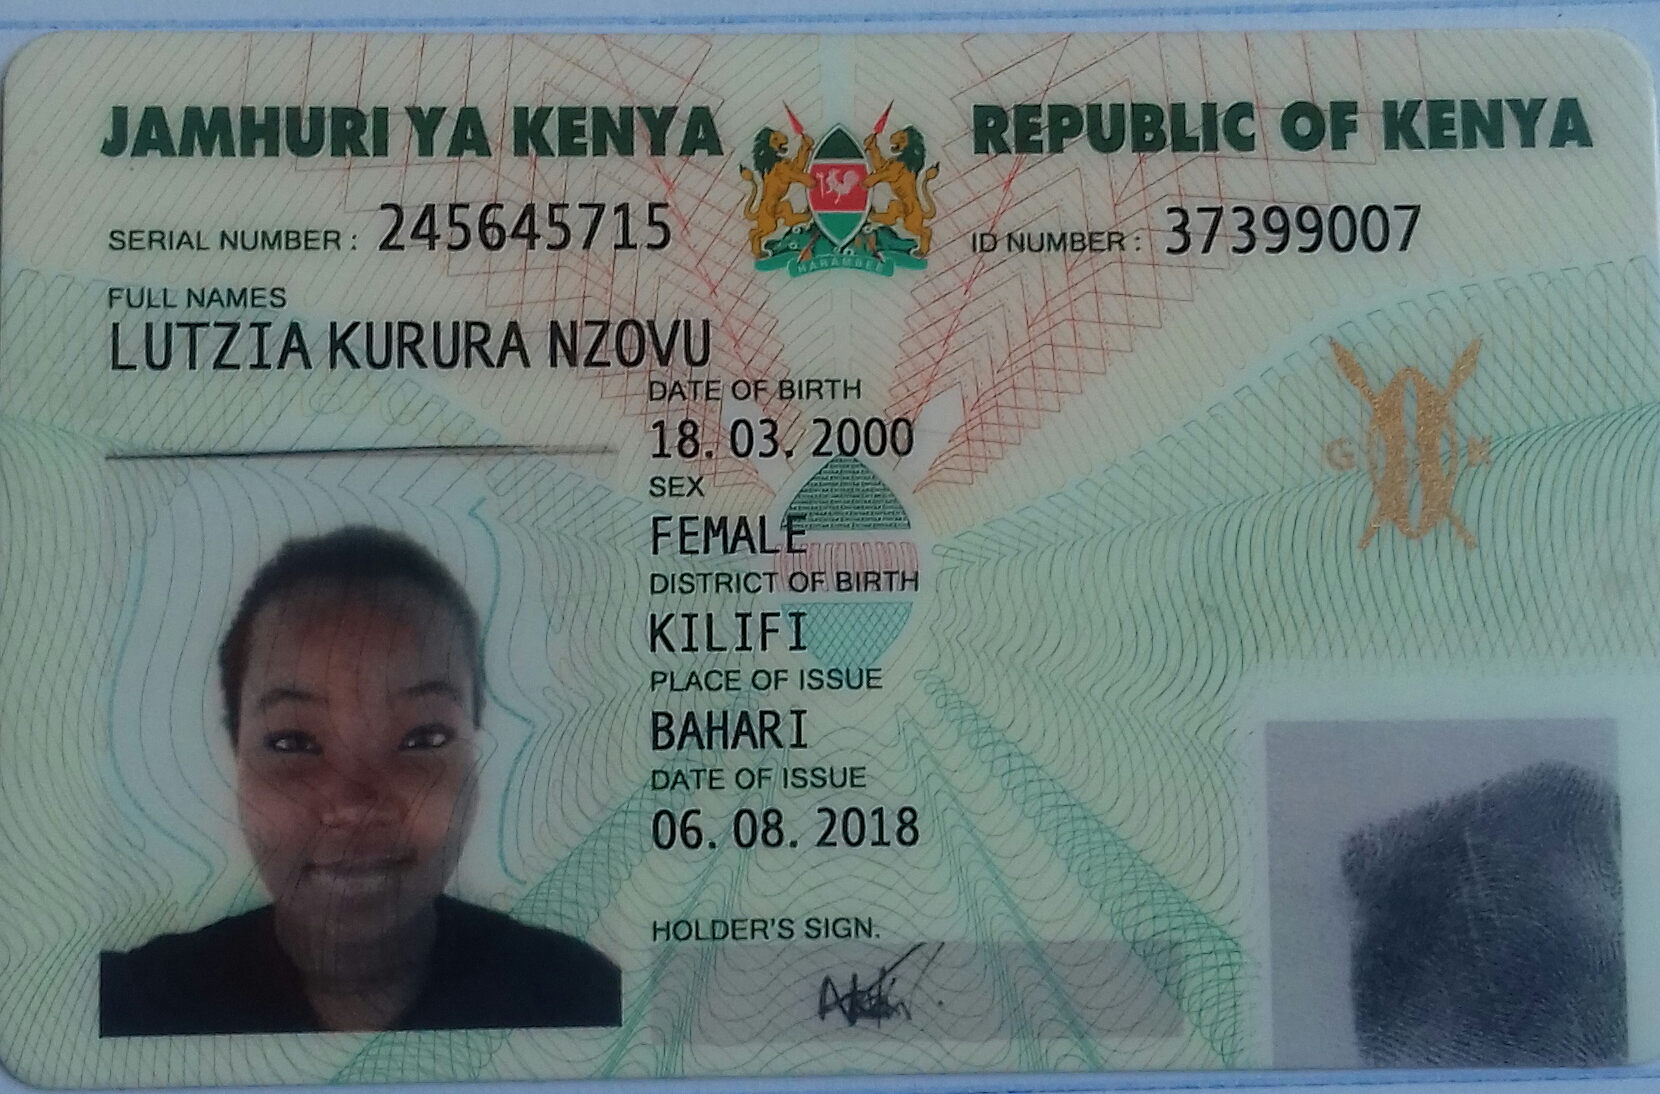 JAMHURI YA KENYA
REPUBLIC OF KENYA
SERIAL NUMBER : 245645715
ID NUMBER : 37399007
HARAMBEE
FULL NAMES
LUTZIA KURURA NZOVU
DATE OF BIRTH
18. 03. 2000
SEX
FEMALE
DISTRICT OF BIRTH
KILIFI
PLACE OF ISSUE
BAHARI
DATE OF ISSUE
06. 08. 2018
HOLDER'S SIGN.
G K